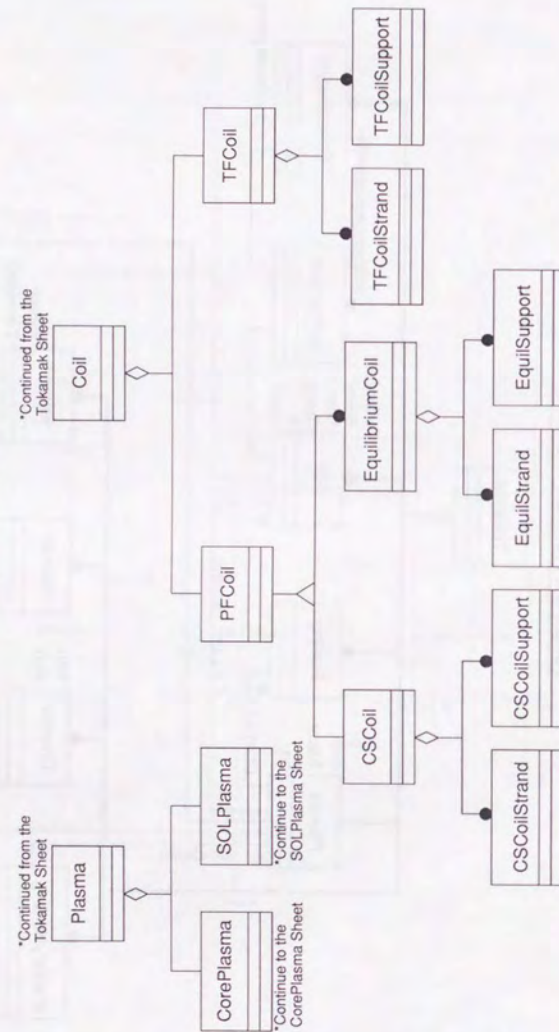 *Continued from the
Tokamak Sheet
Plasma
CorePlasma
*Continue to the
CorePlasma Sheet
SOLPlasma
*Continue to the
SOLPlasma Sheet
*Continued from the
Tokamak Sheet
Coil
PFCoil
TFCoil
CSCoil
EquilibriumCoil
TFCoilStrand
TFCoilSupport
CSCoilStrand
CSCoilSupport
EquilStrand
EquilSupport